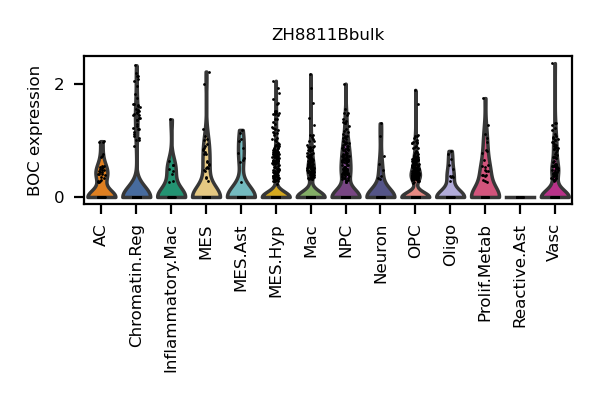 ZH8811Bbulk
BOC expression
2
0
AC
Chromatin.Reg
Inflammatory.Mac
MES
MES.Ast
MES.Hyp
Mac
NPC
Neuron
OPC
Oligo
Prolif.Metab
Reactive.Ast
Vasc